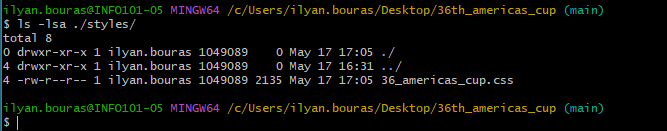 ilyan.bouras@INFO101-05 MINGW64 /c/Users/ilyan.bouras/Desktop/36th_americas_cup (main)
$ ls -lsa ./styles/
total 8
0 drwxr-xr-x 1 ilyan.bouras 1049089    0 May 17 17:05 ./
4 drwxr-xr-x 1 ilyan.bouras 1049089    0 May 17 16:31 ../
4 -rw-r--r-- 1 ilyan.bouras 1049089 2135 May 17 17:05 36_americas_cup.css
ilyan.bouras@INFO101-05 MINGW64 /c/Users/ilyan.bouras/Desktop/36th_americas_cup (main)
$